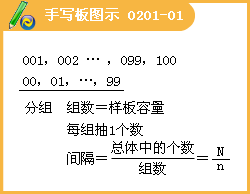 手写板图示 0201-01
001, 002 … , 099, 100
00, 01, …, 99
分组 组数=样板容量
每组抽1个数
间隔=总体中的个数/组数=N/n